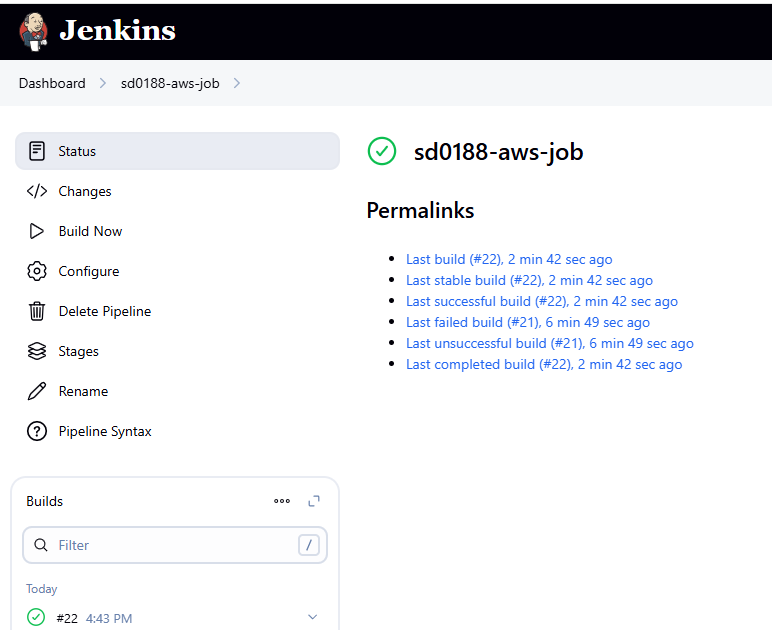 Jenkins
Dashboard > sd0188-aws-job >
Status
Changes
Build Now
Configure
Delete Pipeline
Stages
Rename
Pipeline Syntax
Builds
Filter /
Today
#22 4:43 PM
sd0188-aws-job
Permalinks
Last build (#22), 2 min 42 sec ago
Last stable build (#22), 2 min 42 sec ago
Last successful build (#22), 2 min 42 sec ago
Last failed build (#21), 6 min 49 sec ago
Last unsuccessful build (#21), 6 min 49 sec ago
Last completed build (#22), 2 min 42 sec ago